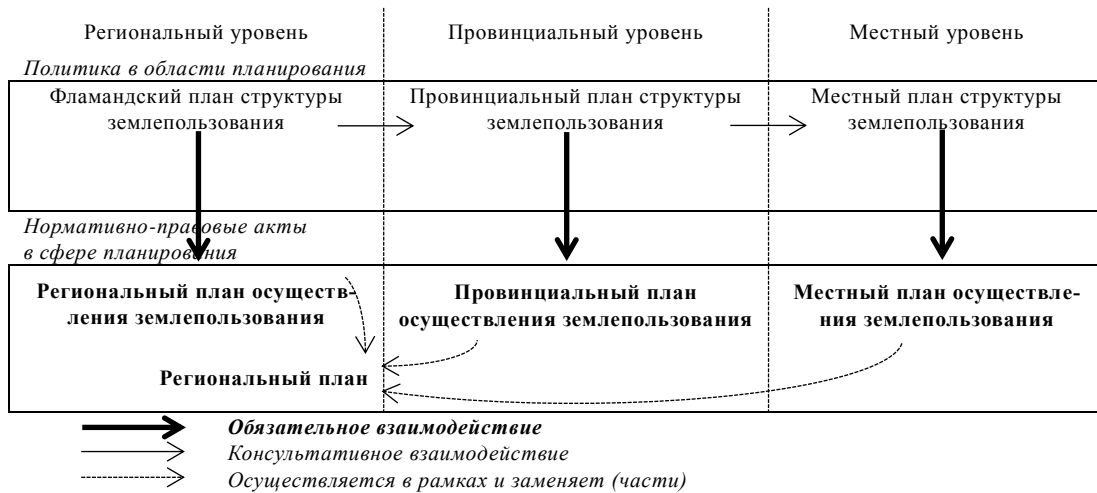 Региональный уровень
Провинциальный уровень
Местный уровень
Политика в области планирования
Фламандский план структуры
землепользования
Провинциальный план структуры
землепользования
Местный план структуры
землепользования
Нормативно-правовые акты
в сфере планирования
Региональный план осуществ-
ления землепользования
Провинциальный план
осуществления землепользования
Местный план осуществле-
ния землепользования
Региональный план
Обязательное взаимодействие
Консультативное взаимодействие
Осуществляется в рамках и заменяет (части)